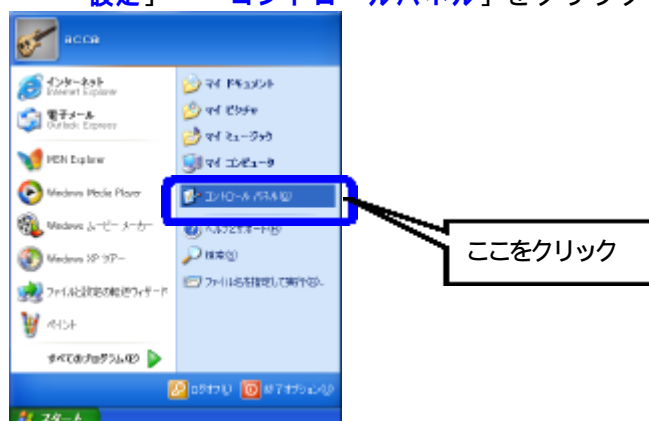 設定」 「コントロールパネル」をクリック
acca
インターネット
Internet Explorer
電子メール
Outlook Express
MSN Explorer
Windows Media Player
Windows ムービー メーカー
Windows XP ツアー
ファイルと設定の転送ウィザード
ペイント
すべてのプログラム(P)
マイ ドキュメント
マイ ピクチャ
マイ ミュージック
マイ コンピュータ
コントロール パネル(C)
ヘルプとサポート(H)
検索(S)
ファイル名を指定して実行(R)...
ここをクリック
ログオフ(L)
終了オプション(U)
スタート